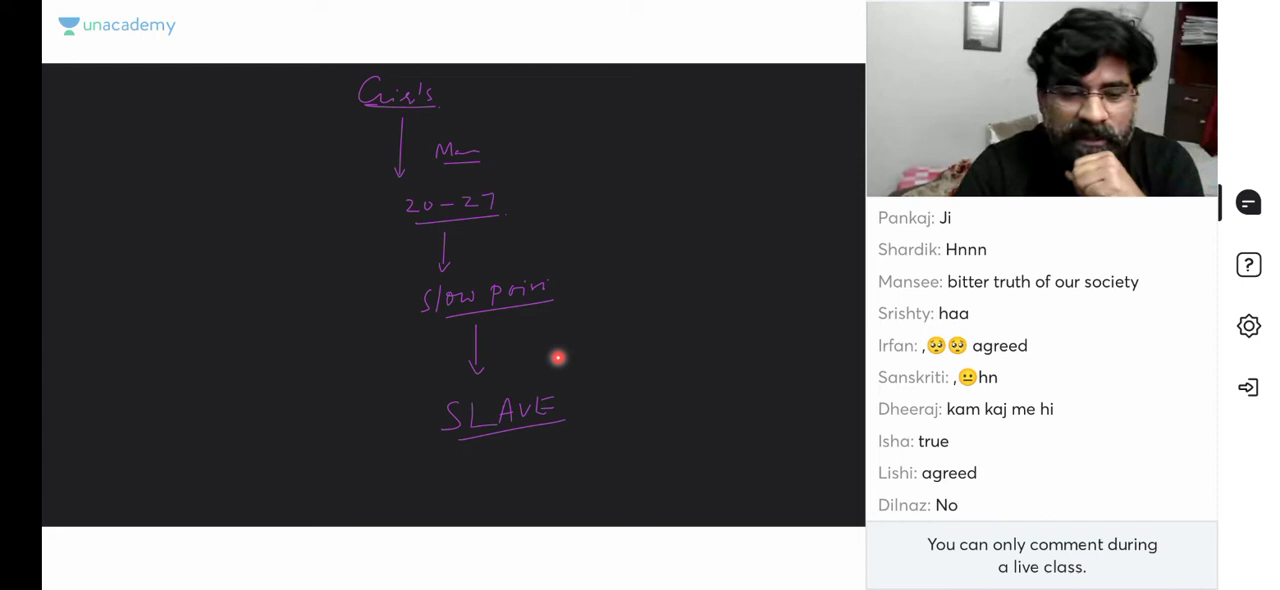 unacademy
Crisis
Man
20-27
Slow
SLAVE
Pankaj: Ji
Shardik: Hnnn
Mansee: bitter truth of our society
Srishty: haa
Irfan: ,🥺🥺 agreed
Sanskriti: ,😐hn
Dheeraj: kam kaj me hi
Isha: true
Lishi: agreed
Dilnaz: No
You can only comment during
a live class.